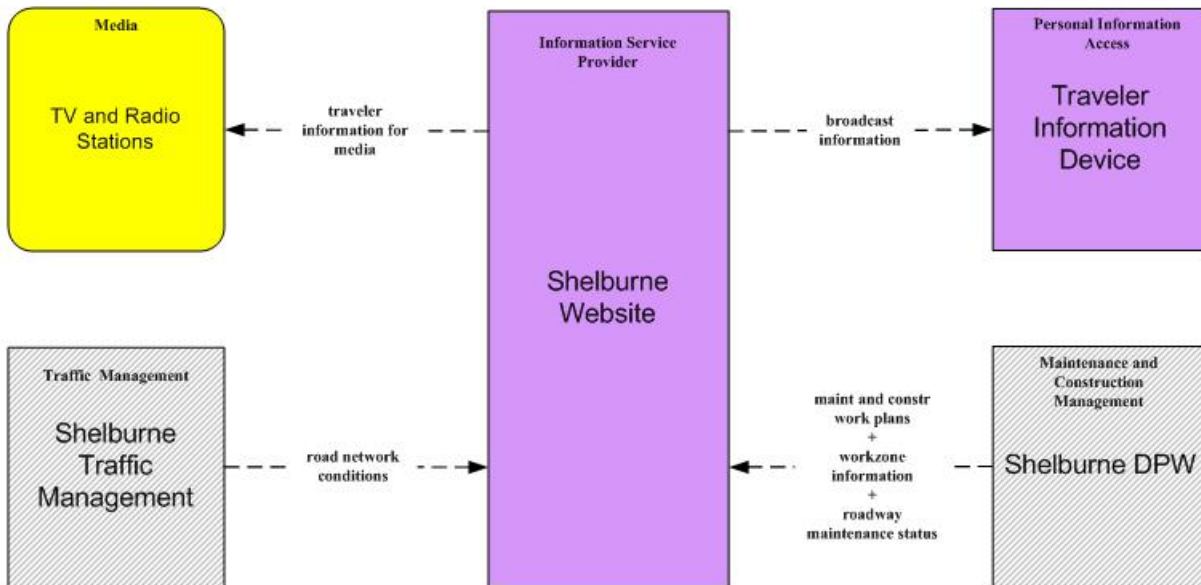 Media
TV and Radio
Stations
traveler
information for
media
Information Service
Provider
Shelburne
Website
broadcast
information
Personal Information
Access
Traveler
Information
Device
Traffic Management
Shelburne
Traffic
Management
road network
conditions
maint and constr
work plans
+
workzone
information
+
roadway
maintenance status
Maintenance and
Construction
Management
Shelburne DPW